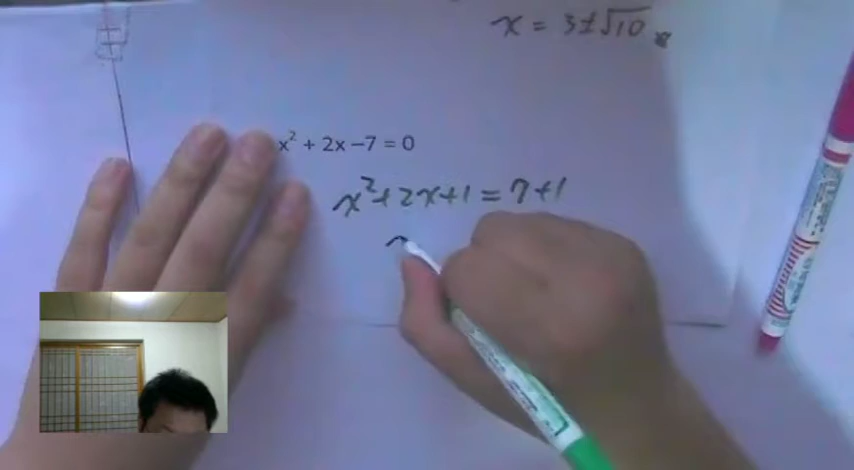 x = 3±√10
x² + 2x − 7 = 0
x²+2x+1 = 7+1